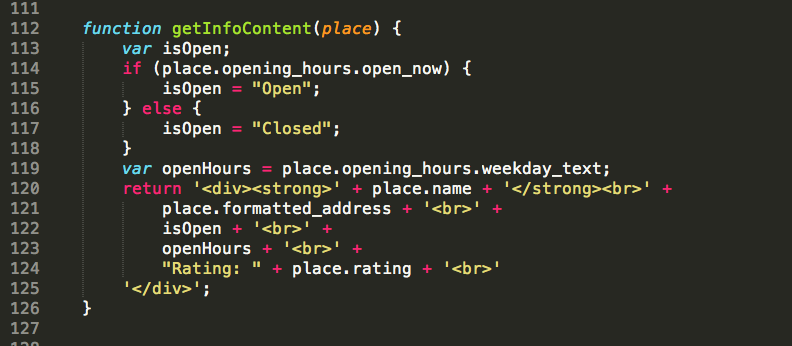 111
112 function getInfoContent(place) {
113 var isOpen;
114 if (place.opening_hours.open_now) {
115 isOpen = "Open";
116 } else {
117 isOpen = "Closed";
118 }
119 var openHours = place.opening_hours.weekday_text;
120 return '<div><strong>' + place.name + '</strong><br>' +
121 place.formatted_address + '<br>' +
122 isOpen + '<br>' +
123 openHours + '<br>' +
124 "Rating: " + place.rating + '<br>'
125 '</div>';
126 }
127